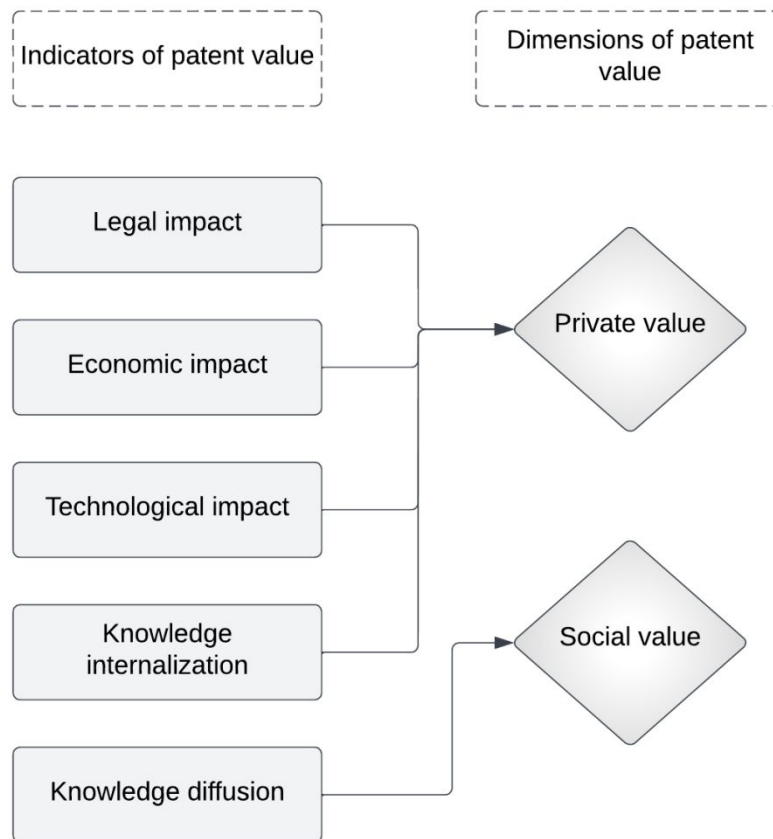 Indicators of patent value
Dimensions of patent
value
Legal impact
Private value
Economic impact
Technological impact
Knowledge
internalization
Social value
Knowledge diffusion